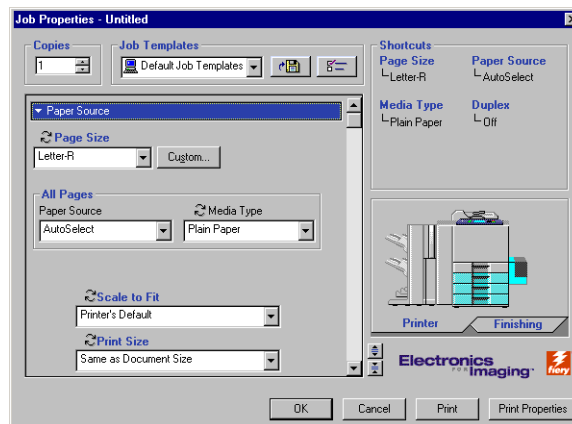 Job Properties - Untitled
Copies
1
Job Templates
Default Job Templates
Paper Source
Page Size
Letter-R
Custom...
All Pages
Paper Source
Media Type
AutoSelect
Plain Paper
Scale to Fit
Printer's Default
Print Size
Same as Document Size
Shortcuts
Page Size
Paper Source
Letter-R
AutoSelect
Media Type
Duplex
Plain Paper
Off
Printer
Finishing
Electronics
FOR Imaging
fiery
OK
Cancel
Print
Print Properties